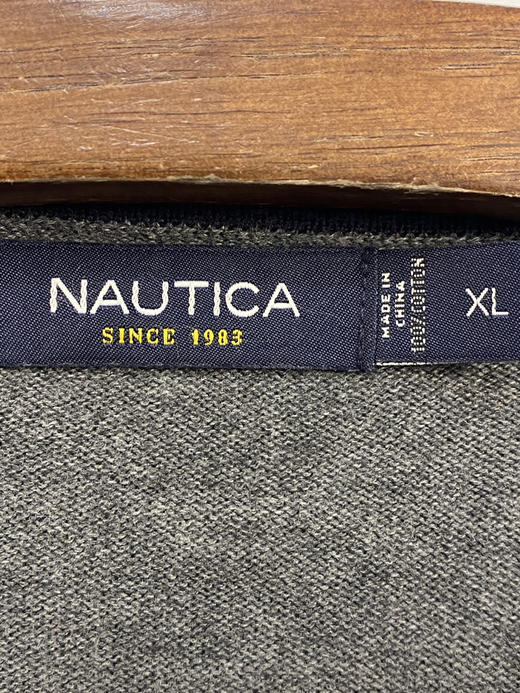 NAUTICA
SINCE 1983
MADE IN
CHINA
100%COTTON
XL